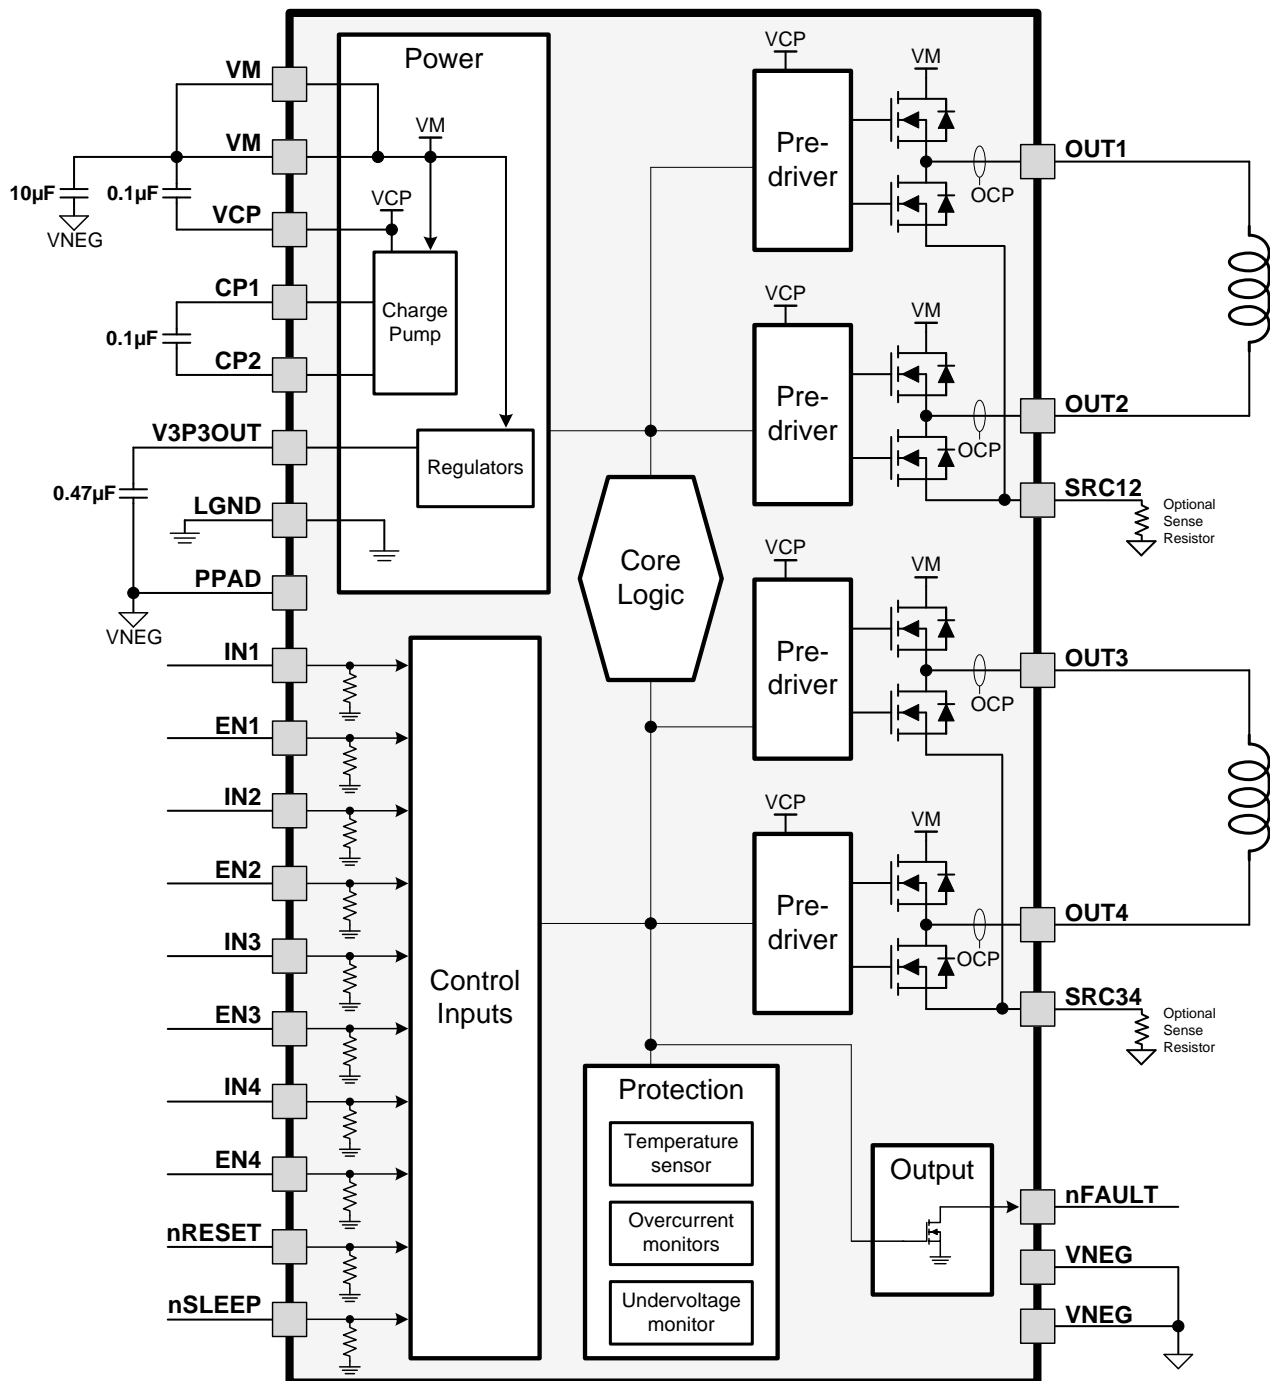 VM
VM
10µF
0.1µF
VNEG
VCP
CP1
0.1µF
CP2
V3P3OUT
0.47µF
LGND
PPAD
VNEG
IN1
EN1
IN2
EN2
IN3
EN3
IN4
EN4
nRESET
nSLEEP
Power
VM
VCP
Charge
Pump
Regulators
Control
Inputs
Core
Logic
Protection
Temperature
sensor
Overcurrent
monitors
Undervoltage
monitor
VCP
Pre-
driver
VM
OCP
VCP
Pre-
driver
VM
OCP
VCP
Pre-
driver
VM
OCP
VCP
Pre-
driver
VM
OCP
Output
OUT1
OUT2
SRC12
Optional
Sense
Resistor
OUT3
OUT4
SRC34
Optional
Sense
Resistor
nFAULT
VNEG
VNEG